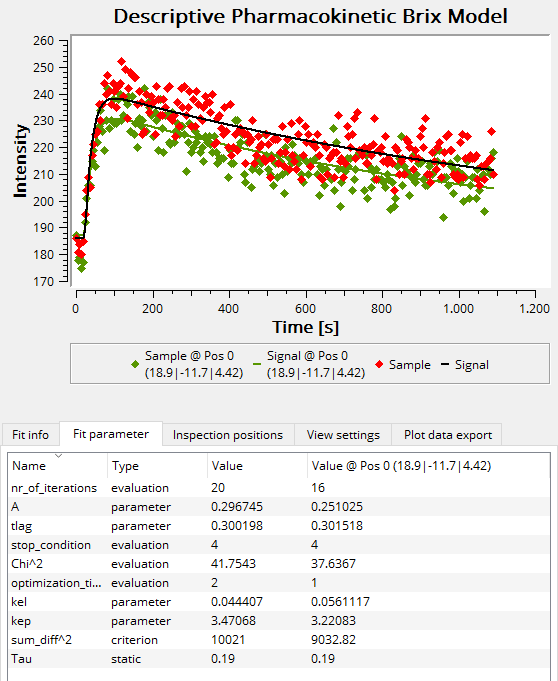 Descriptive Pharmacokinetic Brix Model
260
250
240
230
220
210
200
190
180
170
Intensity
0 200 400 600 800 1.000 1.200
Time [s]
Sample @ Pos 0 (18.9|-11.7|4.42) Signal @ Pos 0 (18.9|-11.7|4.42) Sample Signal
Fit info Fit parameter Inspection positions View settings Plot data export
Name Type Value Value @ Pos 0 (18.9|-11.7|4.42)
nr_of_iterations evaluation 20 16
A parameter 0.296745 0.251025
tlag parameter 0.300198 0.301518
stop_condition evaluation 4 4
Chi^2 evaluation 41.7543 37.6367
optimization_ti... evaluation 2 1
kel parameter 0.044407 0.0561117
kep parameter 3.47068 3.22083
sum_diff^2 criterion 10021 9032.82
Tau static 0.19 0.19